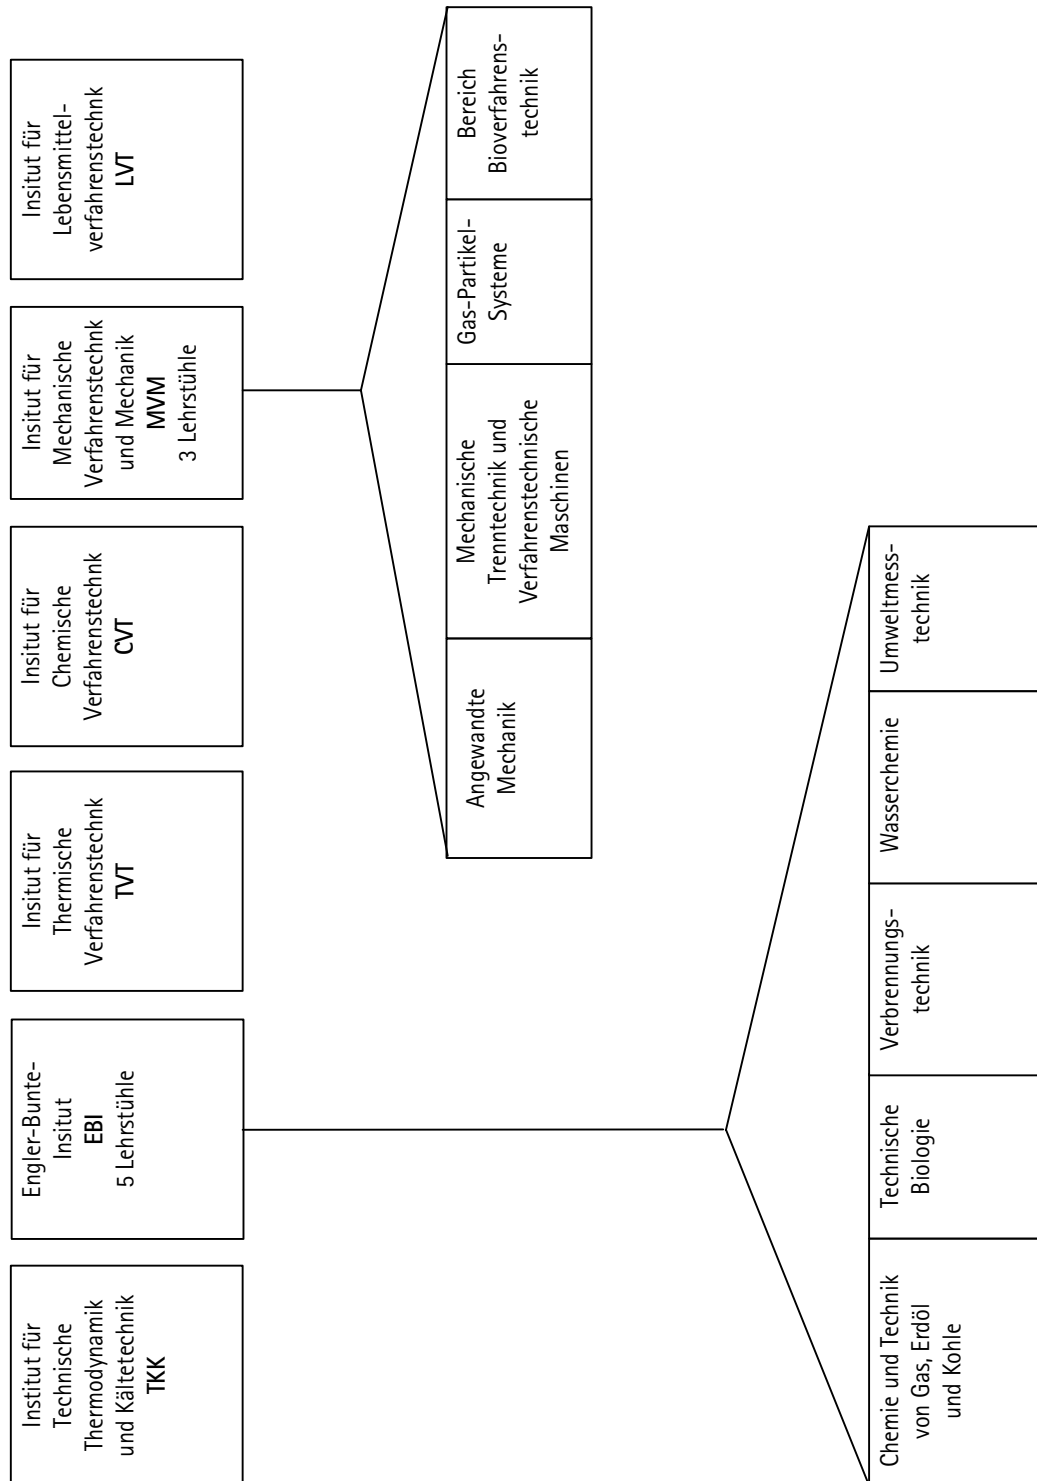 Institut für
Technische
Thermodynamik
und Kältetechnik
TKK
Engler-Bunte-
Insitut
EBI
5 Lehrstühle
Insitut für
Thermische
Verfahrenstechnk
TVT
Insitut für
Chemische
Verfahrenstechnk
CVT
Insitut für
Mechanische
Verfahrenstechnk
und Mechanik
MVM
3 Lehrstühle
Insitut für
Lebensmittel-
verfahrenstechnk
LVT
Angewandte
Mechanik
Mechanische
Trenntechnik und
Verfahrenstechnische
Maschinen
Gas-Partikel-
Systeme
Bereich
Bioverfahrens-
technik
Chemie und Technik
von Gas, Erdöl
und Kohle
Technische
Biologie
Verbrennungs-
technik
Wasserchemie
Umweltmess-
technik